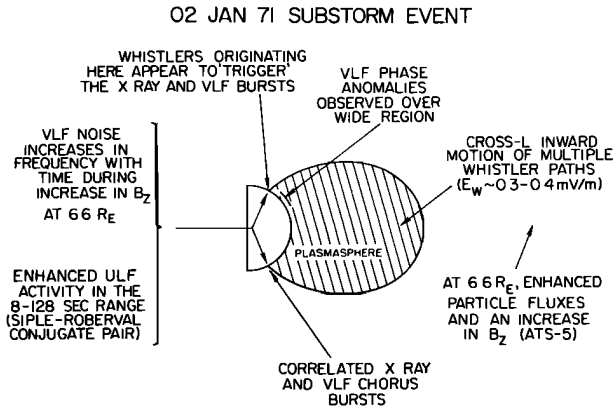 02 JAN 71 SUBSTORM EVENT
WHISTLERS ORIGINATING
HERE APPEAR TO 'TRIGGER'
THE X RAY AND VLF BURSTS
VLF PHASE
ANOMALIES
OBSERVED OVER
WIDE REGION
VLF NOISE
INCREASES IN
FREQUENCY WITH
TIME DURING
INCREASE IN BZ
AT 6 6 RE
CROSS-L INWARD
MOTION OF MULTIPLE
WHISTLER PATHS
(EW~0 3-0 4mV/m)
PLASMASPHERE
ENHANCED ULF
ACTIVITY IN THE
8-128 SEC RANGE
(SIPLE-ROBERVAL
CONJUGATE PAIR)
AT 6 6 RE, ENHANCED
PARTICLE FLUXES
AND AN INCREASE
IN BZ (ATS-5)
CORRELATED X RAY
AND VLF CHORUS
BURSTS